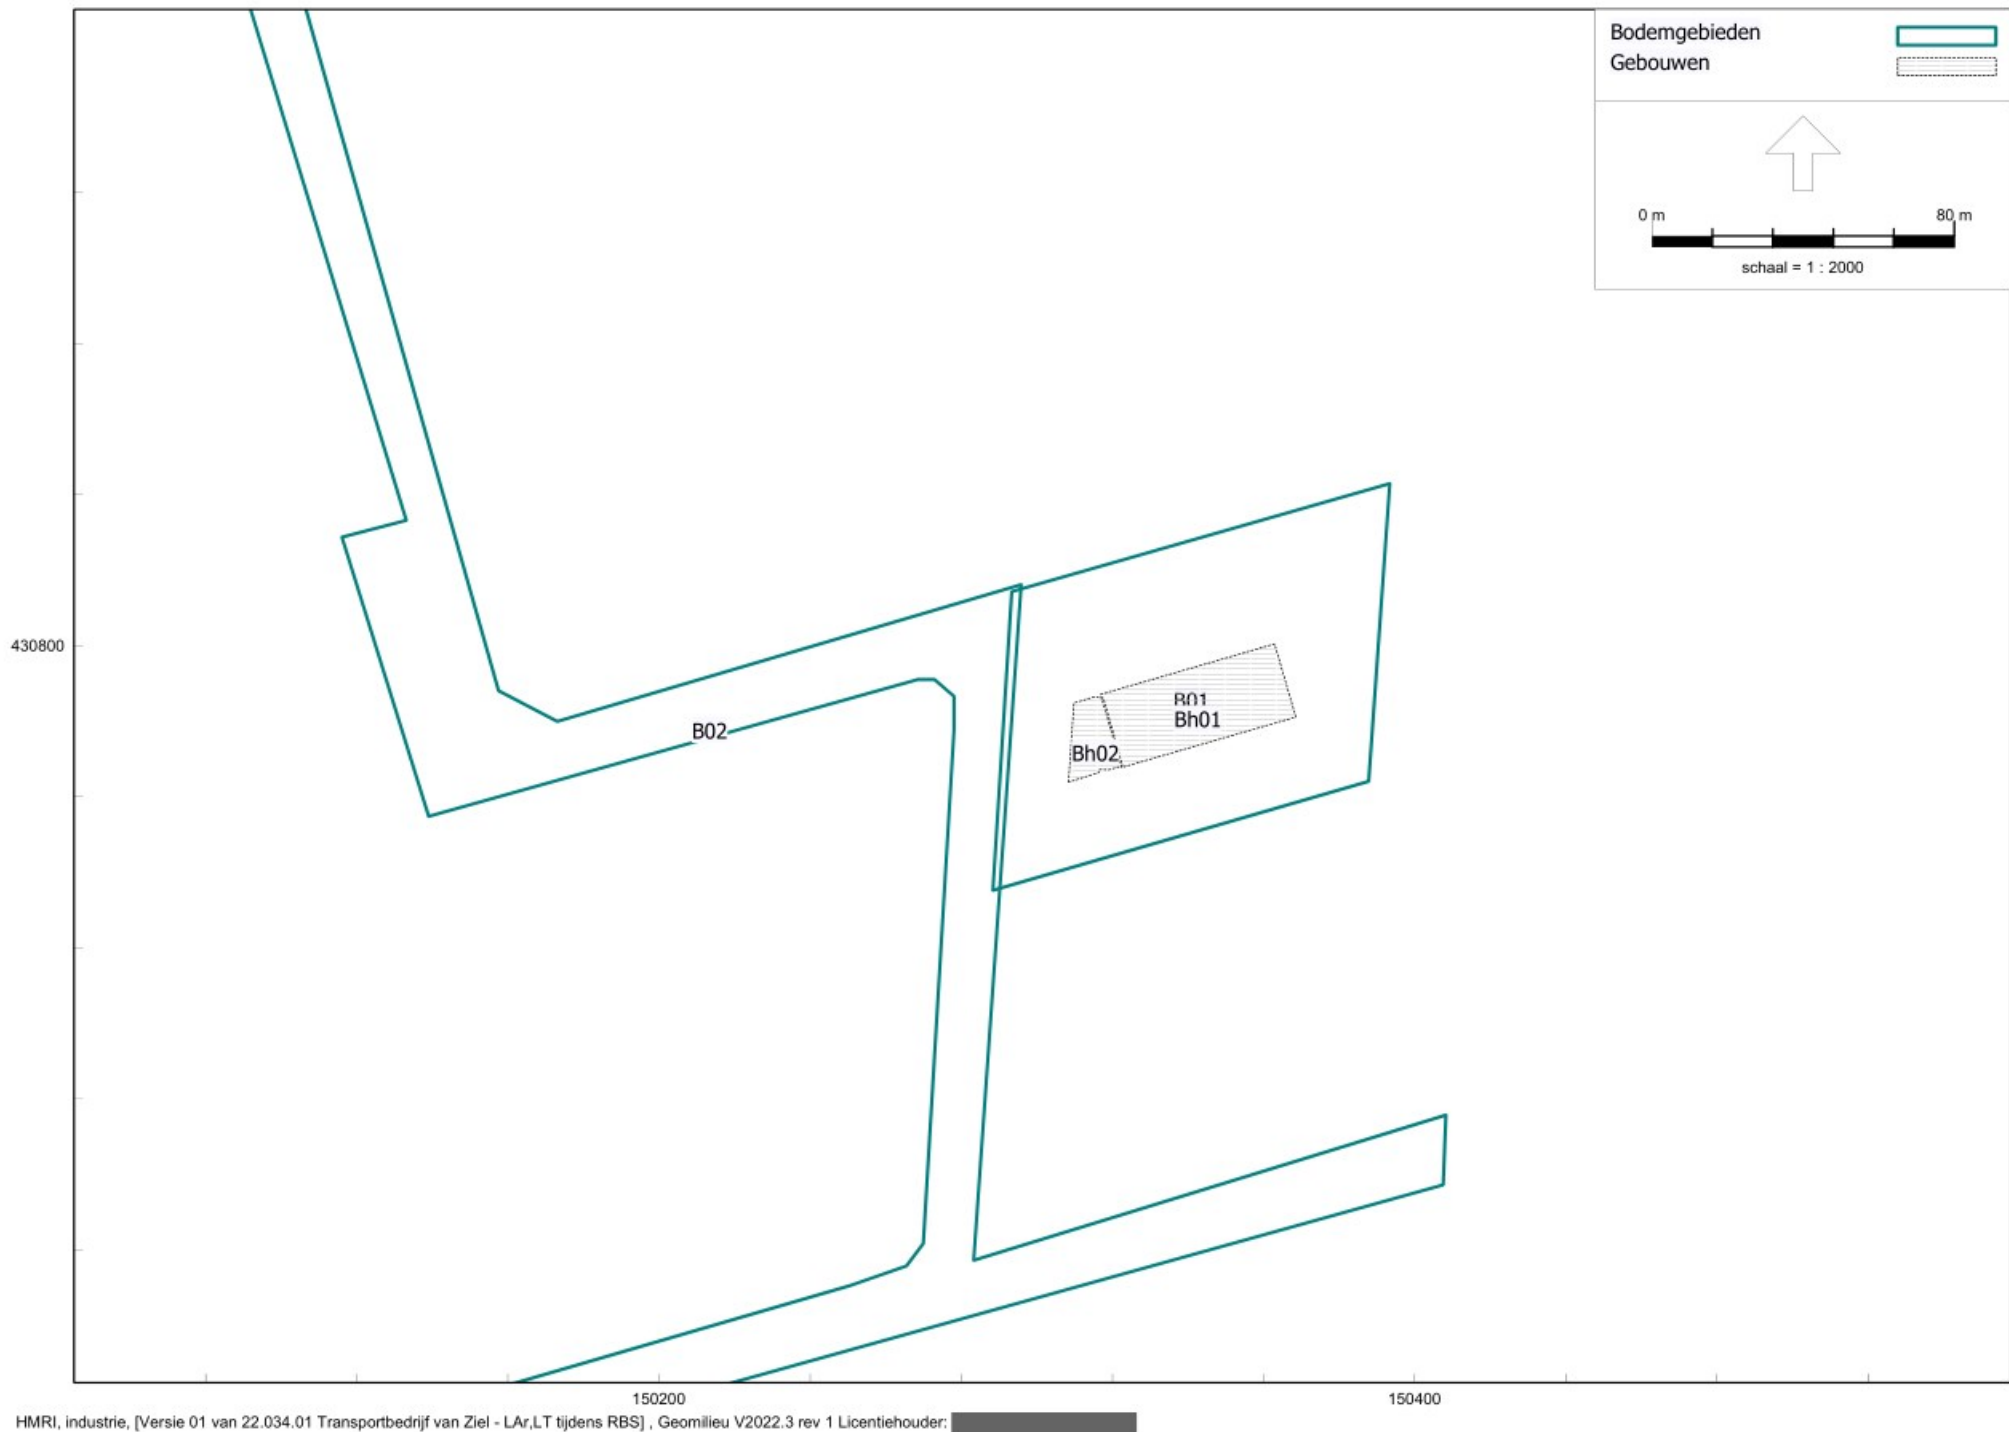 Bodemgebieden
Gebouwen
0 m 80 m
schaal = 1 : 2000
430800
B01
Bh01
B02
Bh02
150200 150400
HMRI, industrie, [Versie 01 van 22.034.01 Transportbedrijf van Ziel - LAr,LT tijdens RBS] , Geomilieu V2022.3 rev 1 Licentiehouder: